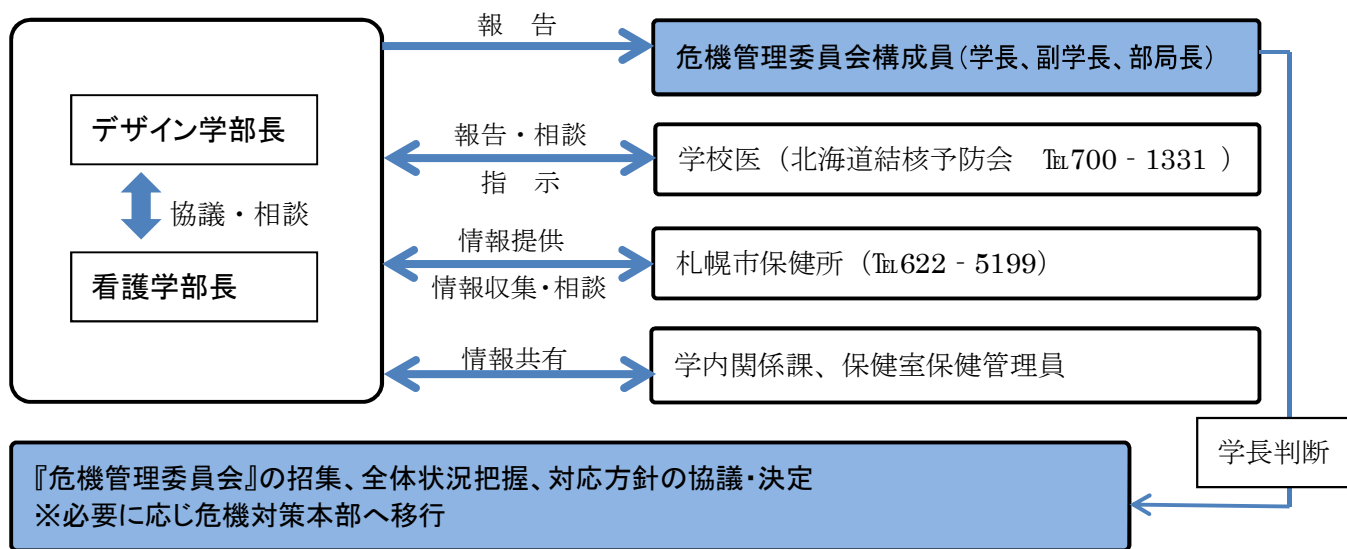 報　告
危機管理委員会構成員（学長、副学長、部局長）
デザイン学部長
協議・相談
看護学部長
報告・相談
指　示
学校医（北海道結核予防会　℡700‐1331 ）
情報提供
情報収集・相談
札幌市保健所（℡622‐5199）
情報共有
学内関係課、保健室保健管理員
学長判断
『危機管理委員会』の招集、全体状況把握、対応方針の協議・決定
※必要に応じ危機対策本部へ移行